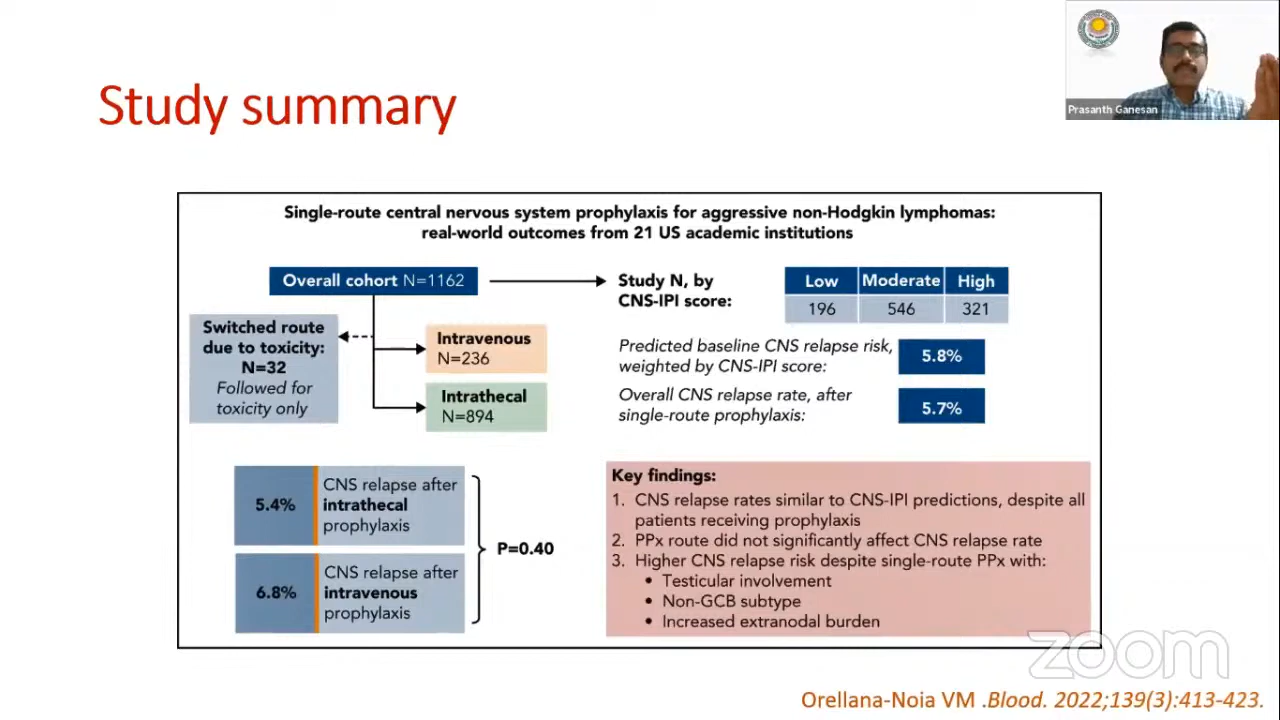 Study summary
Prasanth Ganesan
Single-route central nervous system prophylaxis for aggressive non-Hodgkin lymphomas:
real-world outcomes from 21 US academic institutions
Overall cohort N=1162
Switched route
due to toxicity:
N=32
Followed for
toxicity only
Intravenous
N=236
Intrathecal
N=894
Study N, by
CNS-IPI score:
Low Moderate High
196 546 321
Predicted baseline CNS relapse risk,
weighted by CNS-IPI score:
5.8%
Overall CNS relapse rate, after
single-route prophylaxis:
5.7%
5.4%
CNS relapse after
intrathecal
prophylaxis
6.8%
CNS relapse after
intravenous
prophylaxis
P=0.40
Key findings:
1. CNS relapse rates similar to CNS-IPI predictions, despite all
patients receiving prophylaxis
2. PPx route did not significantly affect CNS relapse rate
3. Higher CNS relapse risk despite single-route PPx with:
• Testicular involvement
• Non-GCB subtype
• Increased extranodal burden
zoom
Orellana-Noia VM .Blood. 2022;139(3):413-423.